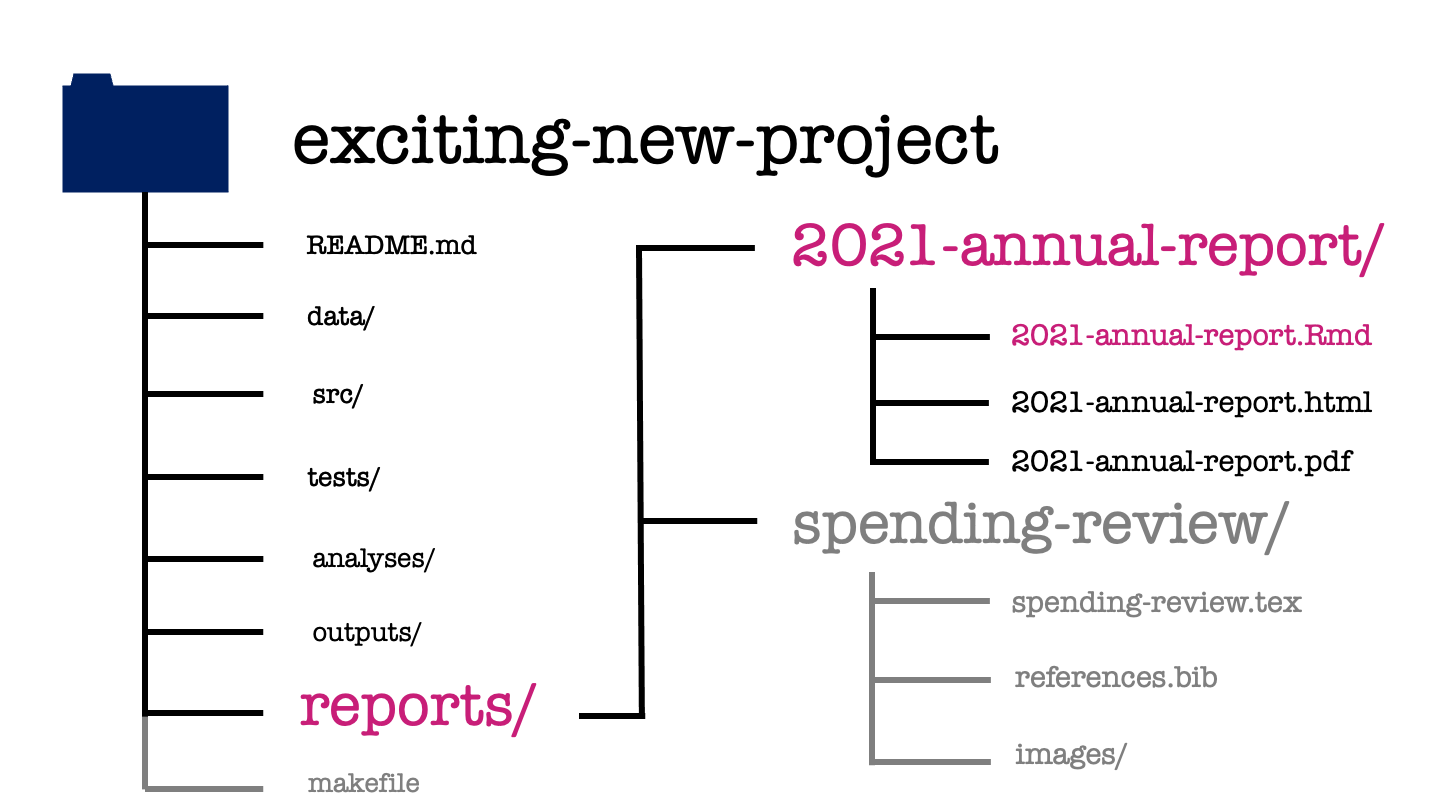 exciting-new-project
README.md
data/
src/
tests/
analyses/
outputs/
reports/
makefile
2021-annual-report/
2021-annual-report.Rmd
2021-annual-report.html
2021-annual-report.pdf
spending-review/
spending-review.tex
references.bib
images/